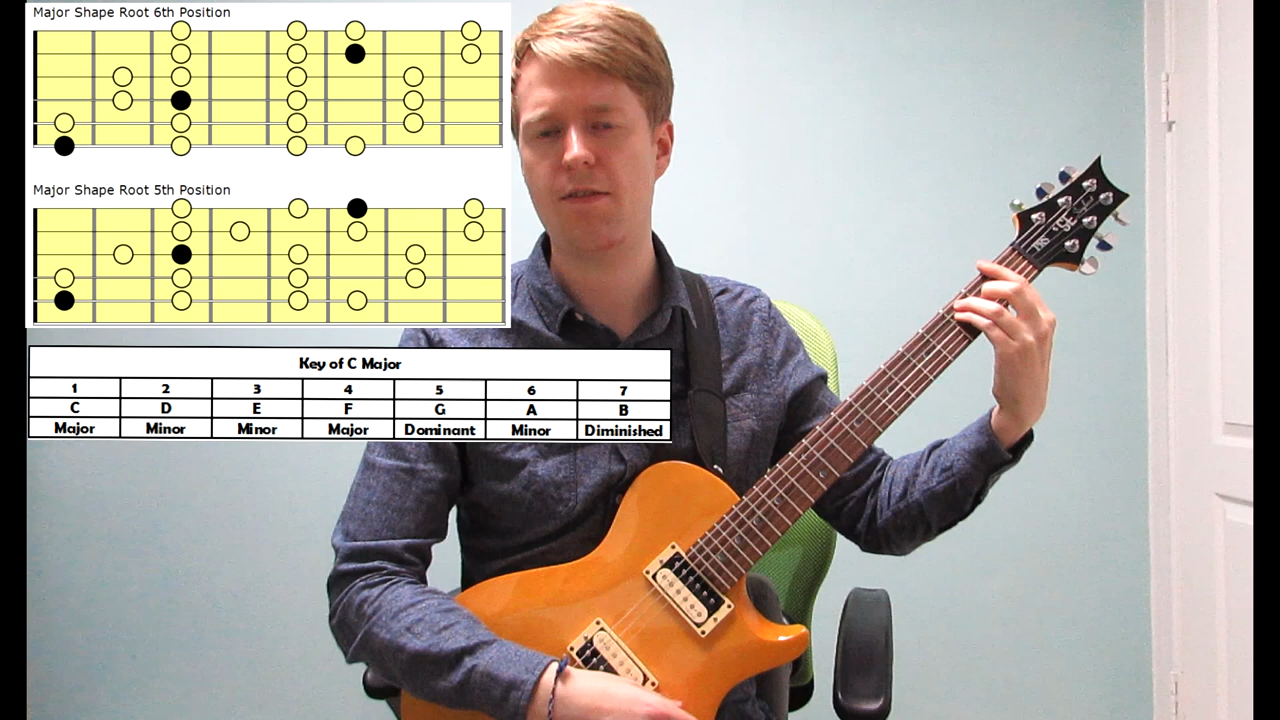 Major Shape Root 6th Position
Major Shape Root 5th Position
Key of C Major
1 2 3 4 5 6 7
C D E F G A B
Major Minor Minor Major Dominant Minor Diminished